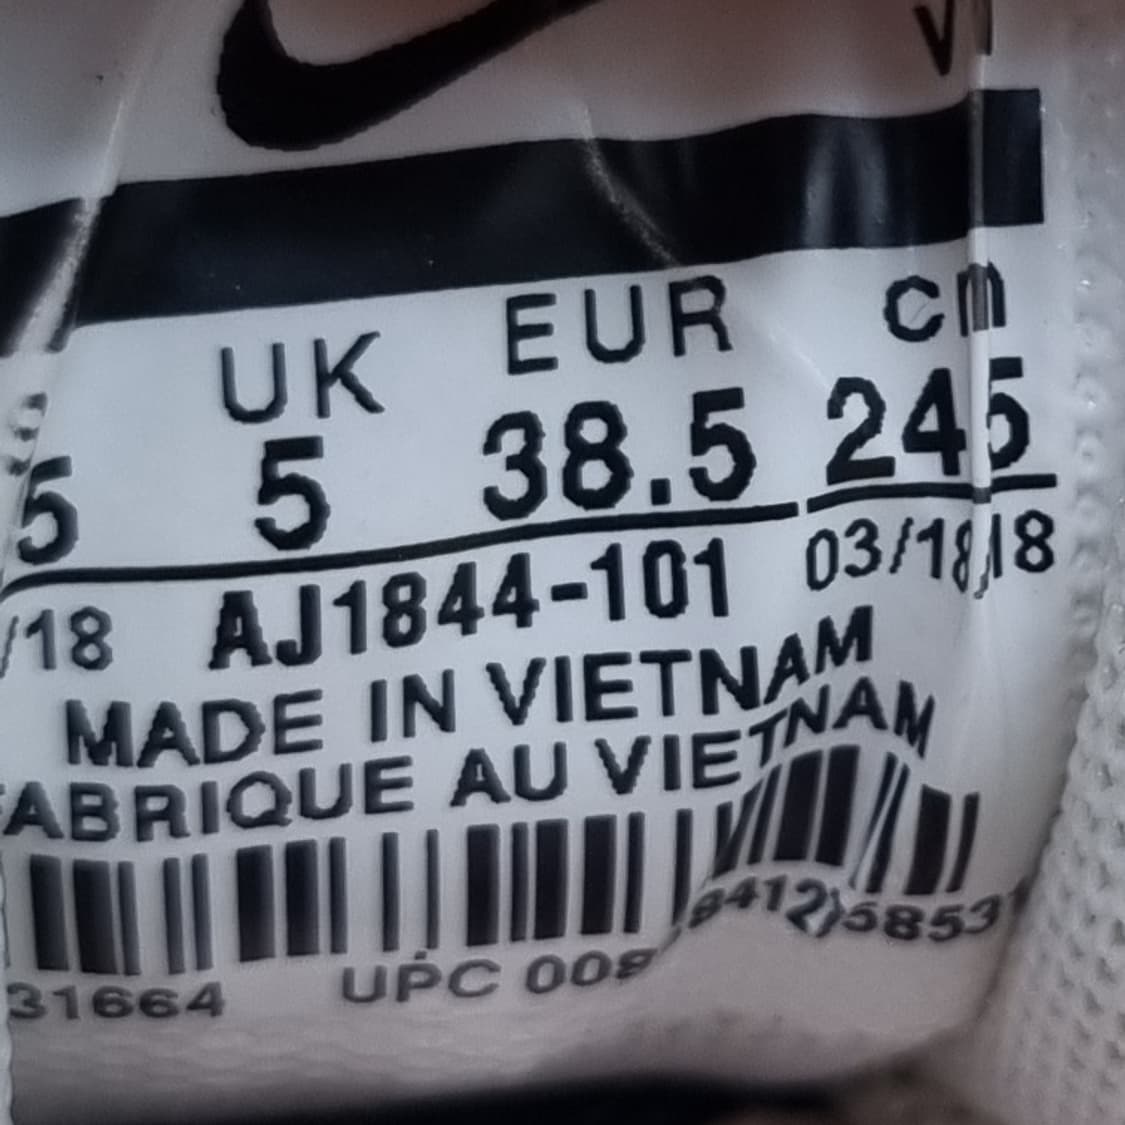 UK EUR cm
5 5 38.5 245
/18 AJ1844-101 03/18/18
MADE IN VIETNAM
FABRIQUE AU VIETNAM
31664 UPC 008